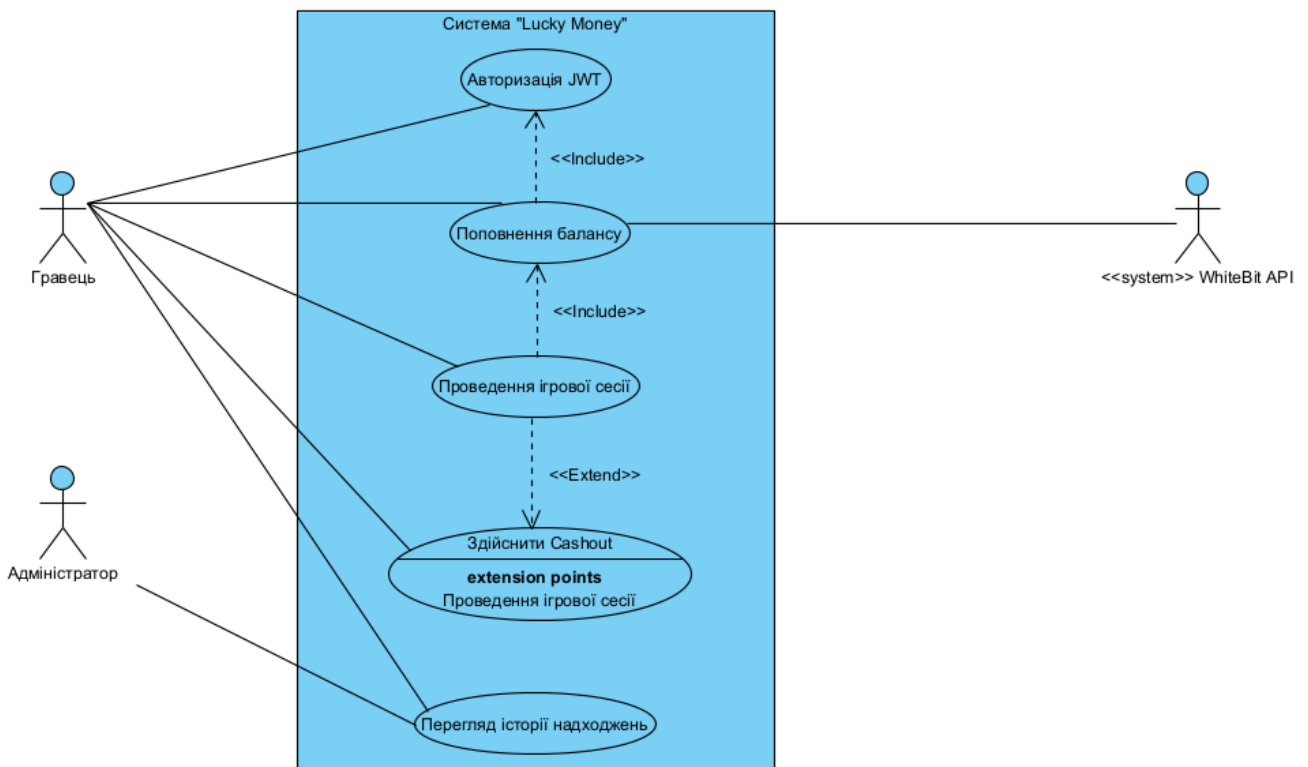 Система "Lucky Money"
Авторизація JWT
<<Include>>
Поповнення балансу
Гравець
<<system>> WhiteBit API
<<Include>>
Проведення ігрової сесії
<<Extend>>
Здійснити Cashout
extension points
Проведення ігрової сесії
Адміністратор
Перегляд історії надходжень